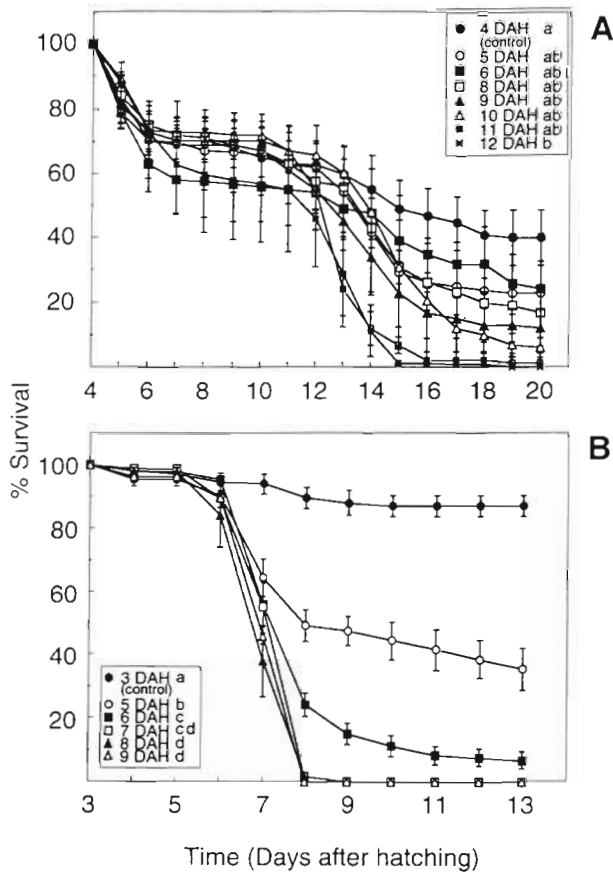 A
100
80
60
40
20
4 DAH a
(control)
5 DAH ab
6 DAH ab
8 DAH ab
9 DAH ab
10 DAH ab
11 DAH ab
12 DAH b
4 6 8 10 12 14 16 18 20
% Survival
B
100
80
60
40
20
3 DAH a
(control)
5 DAH b
6 DAH c
7 DAH cd
8 DAH d
9 DAH d
3 5 7 9 11 13
Time (Days after hatching)